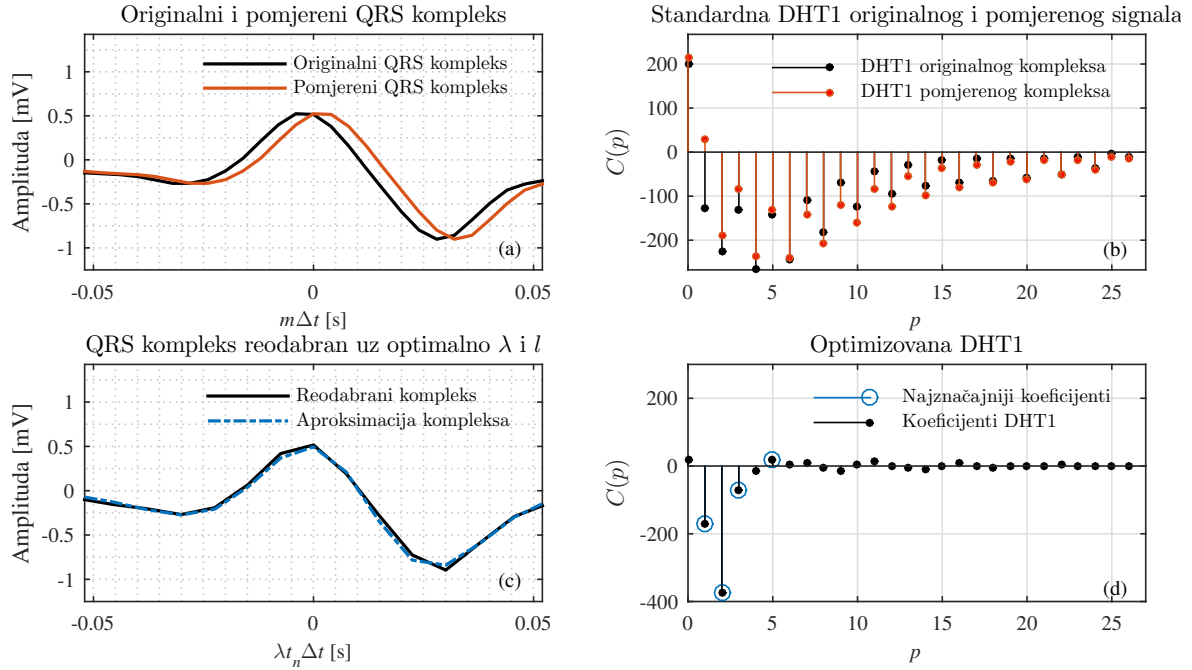 Originalni i pomjereni QRS kompleks
Originalni QRS kompleks
Pomjereni QRS kompleks
Amplituda [mV]
1
0.5
0
-0.5
-1
(a)
-0.05
0
0.05
mΔt [s]
Standardna DHT1 originalnog i pomjerenog signala
DHT1 originalnog kompleksa
DHT1 pomjerenog kompleksa
C(p)
200
100
0
-100
-200
(b)
0
5
10
15
20
25
p
QRS kompleks reodabran uz optimalno λ i l
Reodabrani kompleks
Aproksimacija kompleksa
Amplituda [mV]
1
0.5
0
-0.5
-1
(c)
-0.05
0
0.05
λtₙΔt [s]
Optimizovana DHT1
Najznačajniji koeficijenti
Koeficijenti DHT1
C(p)
200
0
-200
-400
(d)
0
5
10
15
20
25
p